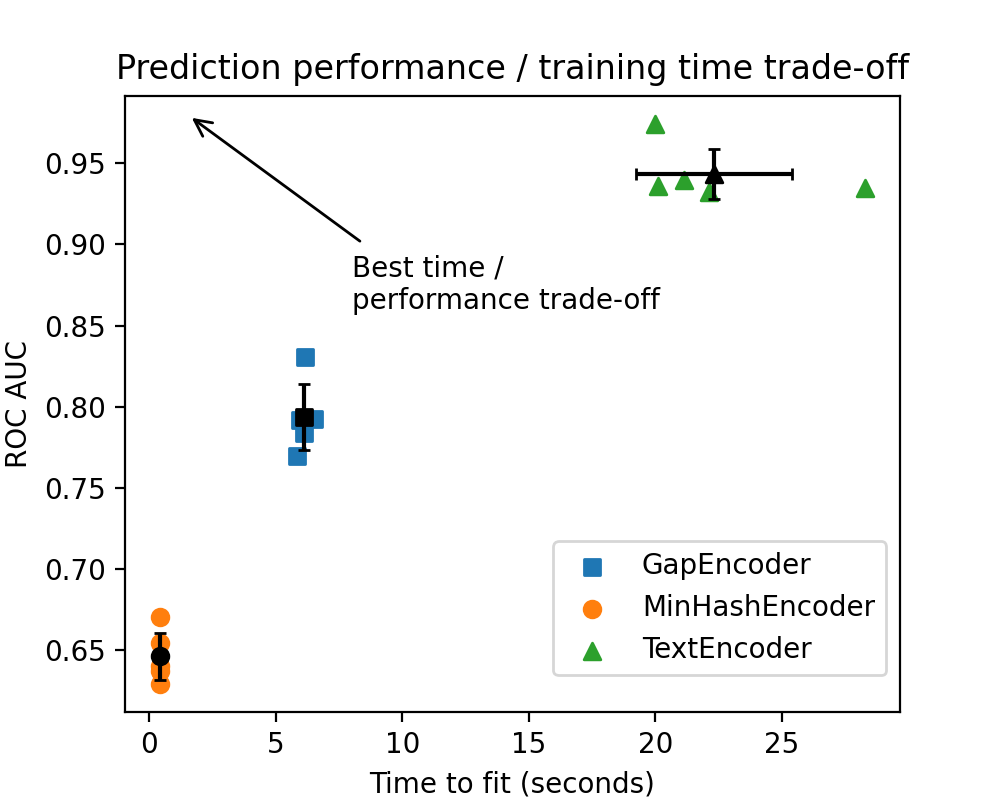 Prediction performance / training time trade-off
0.95
0.90
0.85
0.80
0.75
0.70
0.65
ROC AUC
Best time /
performance trade-off
GapEncoder
MinHashEncoder
TextEncoder
0 5 10 15 20 25
Time to fit (seconds)